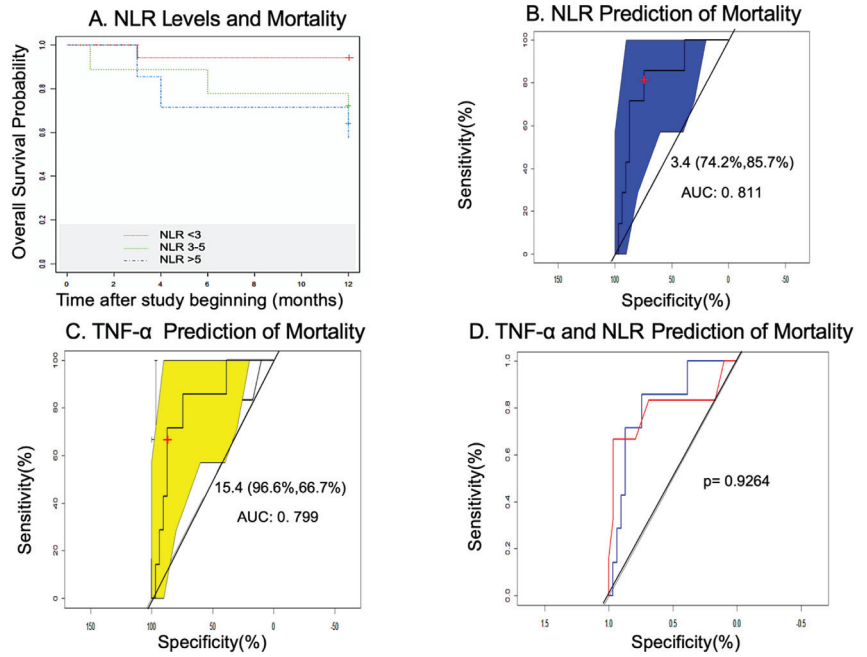 A. NLR Levels and Mortality
Overall Survival Probability
1.0
0.8
0.6
0.4
0.2
0.0
NLR <3
NLR 3-5
NLR >5
0 2 4 6 8 10 12
Time after study beginning (months)
B. NLR Prediction of Mortality
Sensitivity(%)
100
80
60
40
20
0
3.4 (74.2%,85.7%)
AUC: 0. 811
150 100 50 0 -50
Specificity(%)
C. TNF-α Prediction of Mortality
Sensitivity(%)
100
80
60
40
20
0
15.4 (96.6%,66.7%)
AUC: 0. 799
150 100 50 0 -50
Specificity(%)
D. TNF-α and NLR Prediction of Mortality
Sensitivity(%)
1.0
0.8
0.6
0.4
0.2
0.0
p= 0.9264
1.5 1.0 0.5 0.0 -0.5
Specificity(%)